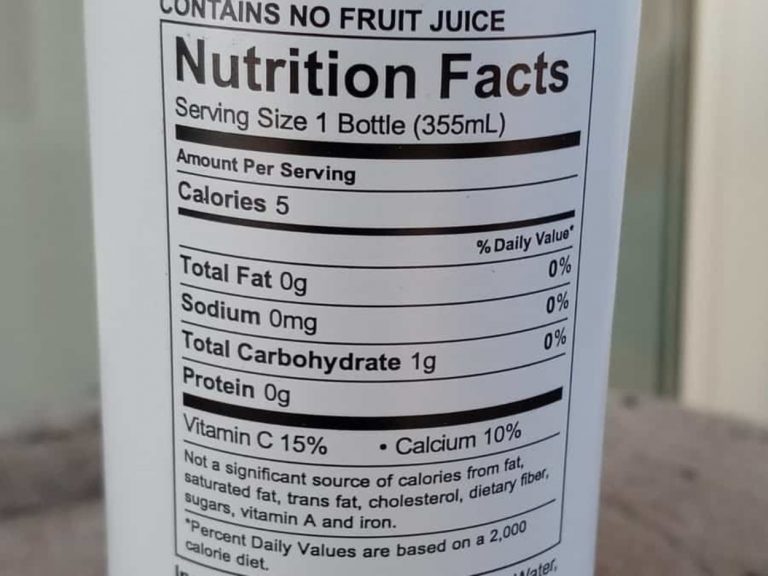 CONTAINS NO FRUIT JUICE
Nutrition Facts
Serving Size 1 Bottle (355mL)
Amount Per Serving
Calories 5
% Daily Value*
Total Fat 0g 0%
Sodium 0mg 0%
Total Carbohydrate 1g 0%
Protein 0g
Vitamin C 15% • Calcium 10%
Not a significant source of calories from fat,
saturated fat, trans fat, cholesterol, dietary fiber,
sugars, vitamin A and iron.
*Percent Daily Values are based on a 2,000
calorie diet.
Water,